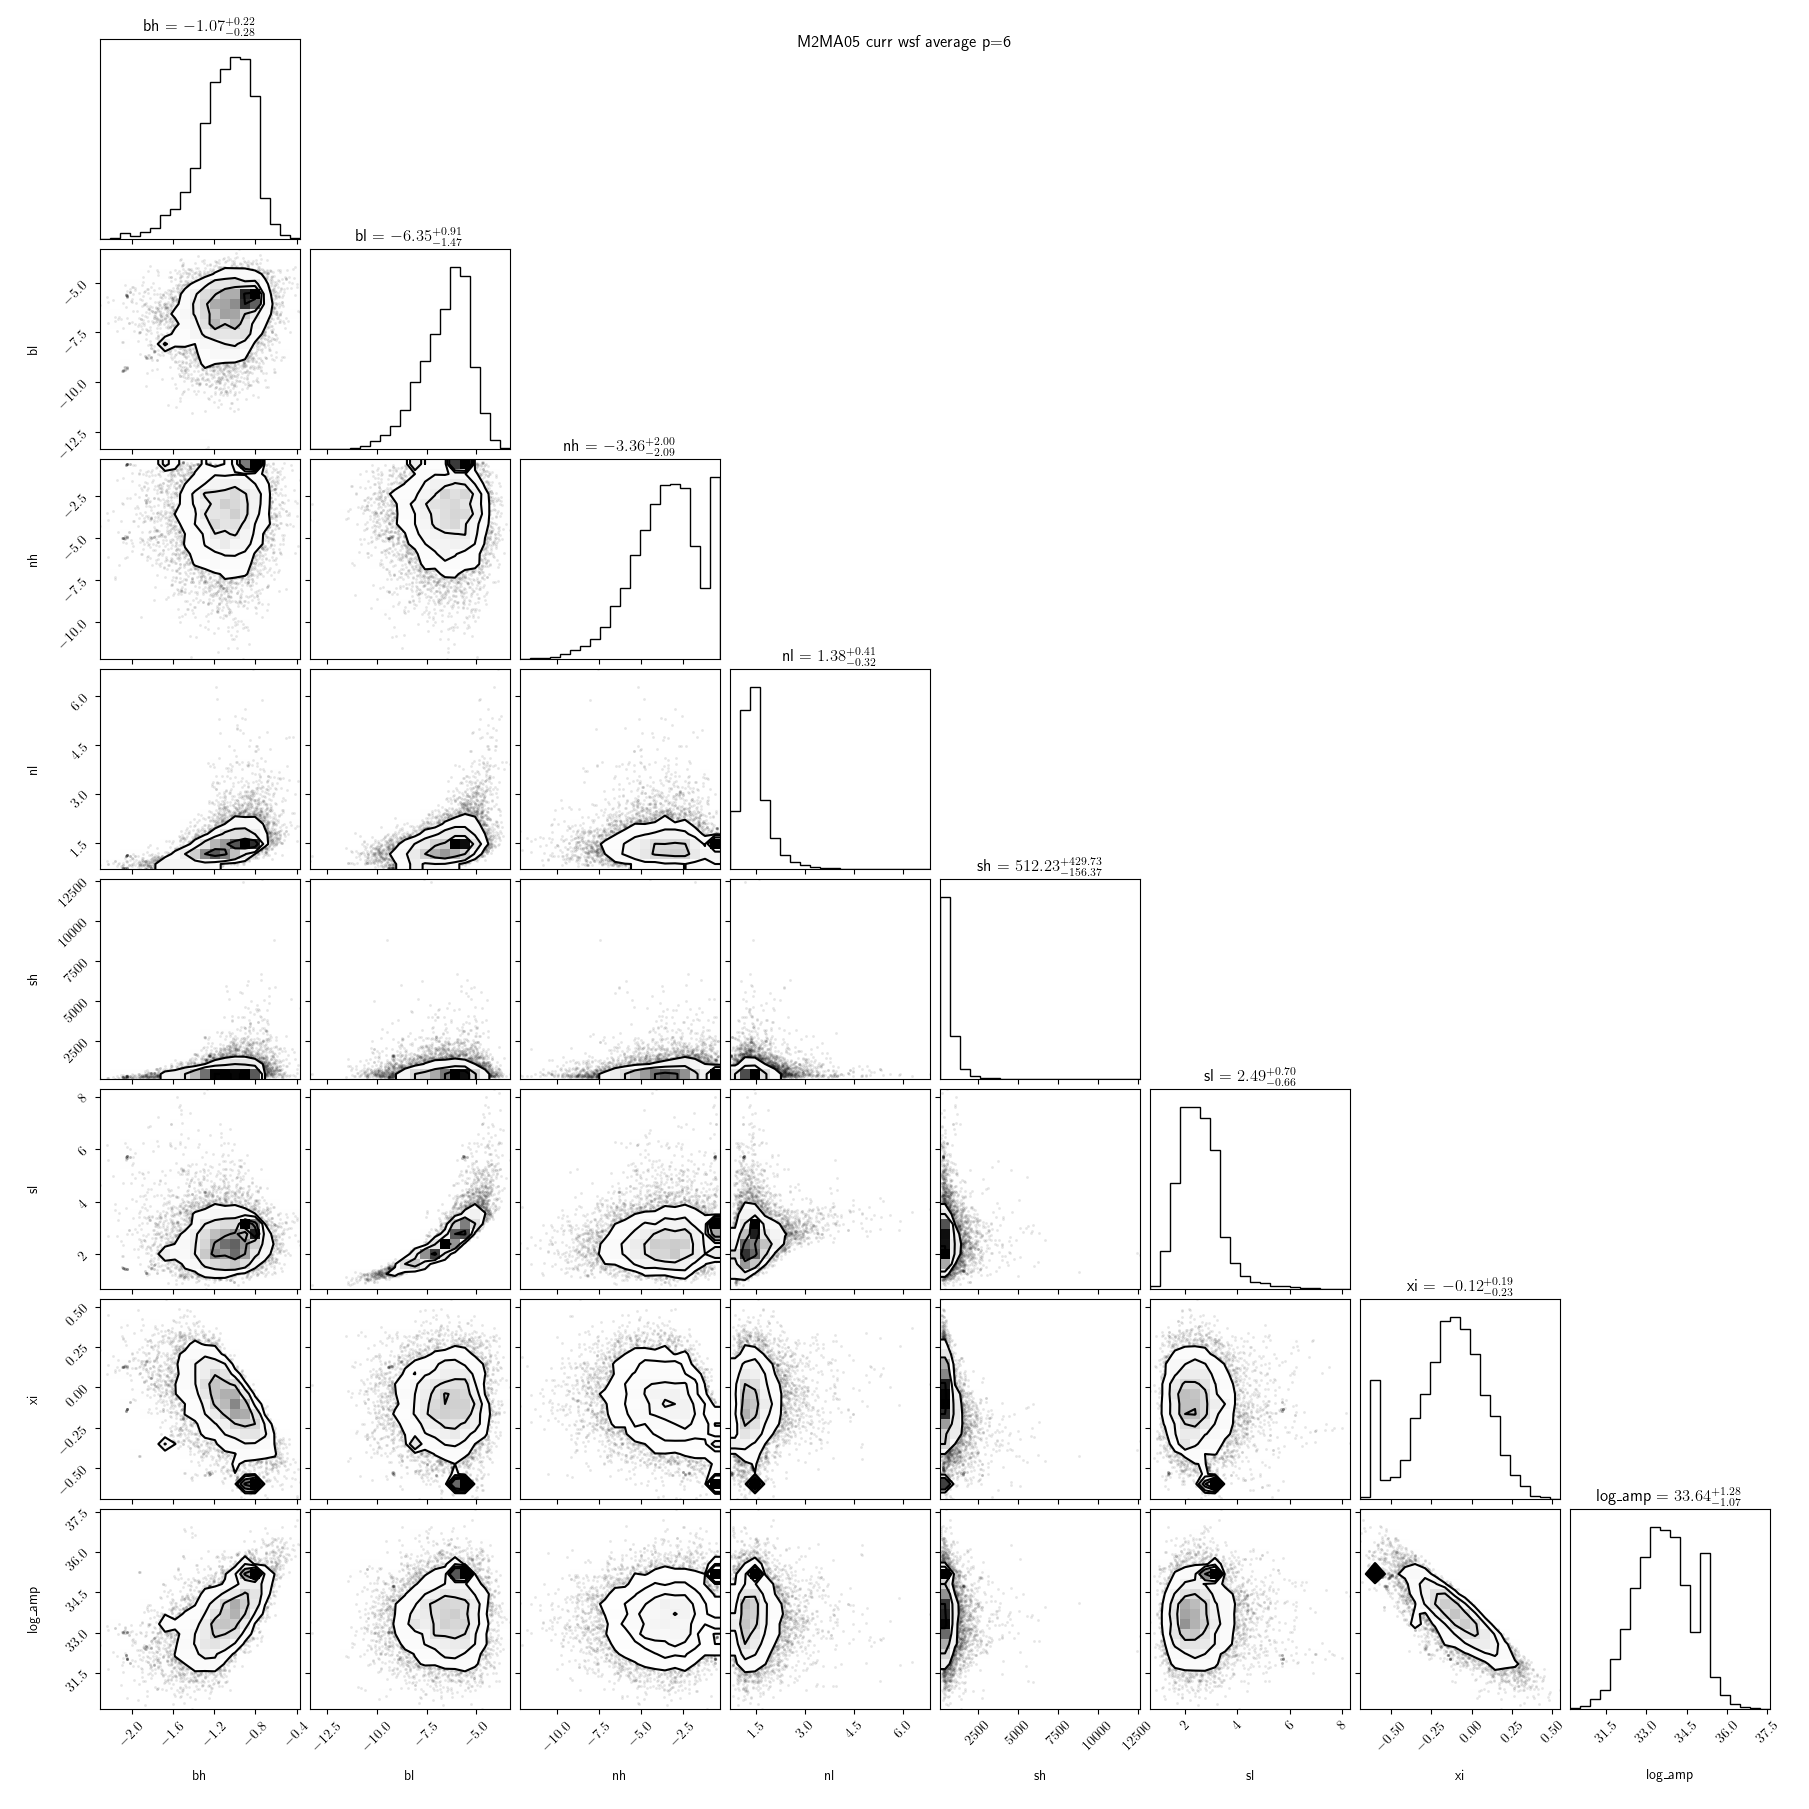 M2MA05 curr wsf average p=6
bh = −1.07+0.22−0.28
bl = −6.35+0.91−1.47
−5.0
−7.5
−10.0
−12.5
bl
nh = −3.36+2.00−2.09
−2.5
−5.0
−7.5
−10.0
nh
nl = 1.38+0.41−0.32
6.0
4.5
3.0
1.5
nl
sh = 512.23+429.73−156.37
12500
10000
7500
5000
2500
sh
sl = 2.49+0.70−0.66
8
6
4
2
sl
xi = −0.12+0.19−0.23
0.50
0.25
0.00
−0.25
−0.50
xi
log_amp = 33.64+1.28−1.07
37.5
36.0
34.5
33.0
31.5
log_amp
−2.0 −1.6 −1.2 −0.8 −0.4 −12.5 −10.0 −7.5 −5.0 −10.0 −7.5 −5.0 −2.5 1.5 3.0 4.5 6.0 2500 5000 7500 10000 12500 2 4 6 8 −0.50 −0.25 0.00 0.25 0.50 31.5 33.0 34.5 36.0 37.5
bh bl nh nl sh sl xi log_amp